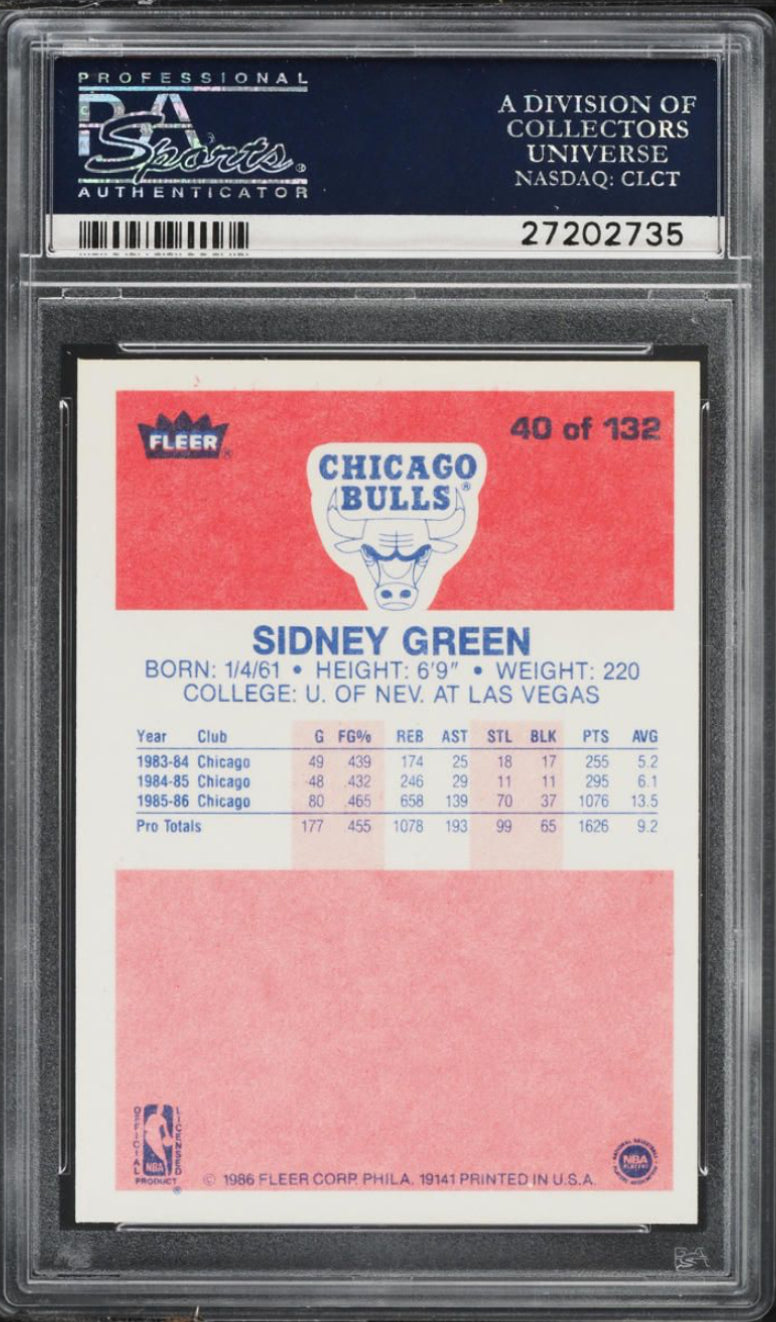 PROFESSIONAL
PSA
Sports
AUTHENTICATOR
A DIVISION OF
COLLECTORS
UNIVERSE
NASDAQ: CLCT
27202735
FLEER®
40 of 132
CHICAGO
BULLS®
SIDNEY GREEN
BORN: 1/4/61 • HEIGHT: 6'9" • WEIGHT: 220
COLLEGE: U. OF NEV. AT LAS VEGAS
Year Club G FG% REB AST STL BLK PTS AVG
1983-84 Chicago 49 .439 174 25 18 17 255 5.2
1984-85 Chicago 48 .432 246 29 11 11 295 6.1
1985-86 Chicago 80 .465 658 139 70 37 1076 13.5
Pro Totals 177 .455 1078 193 99 65 1626 9.2
OFFICIAL LICENSED
NBA
PRODUCT ®
© 1986 FLEER CORP. PHILA. 19141 PRINTED IN U.S.A.
NBA
PLAYERS
PSA